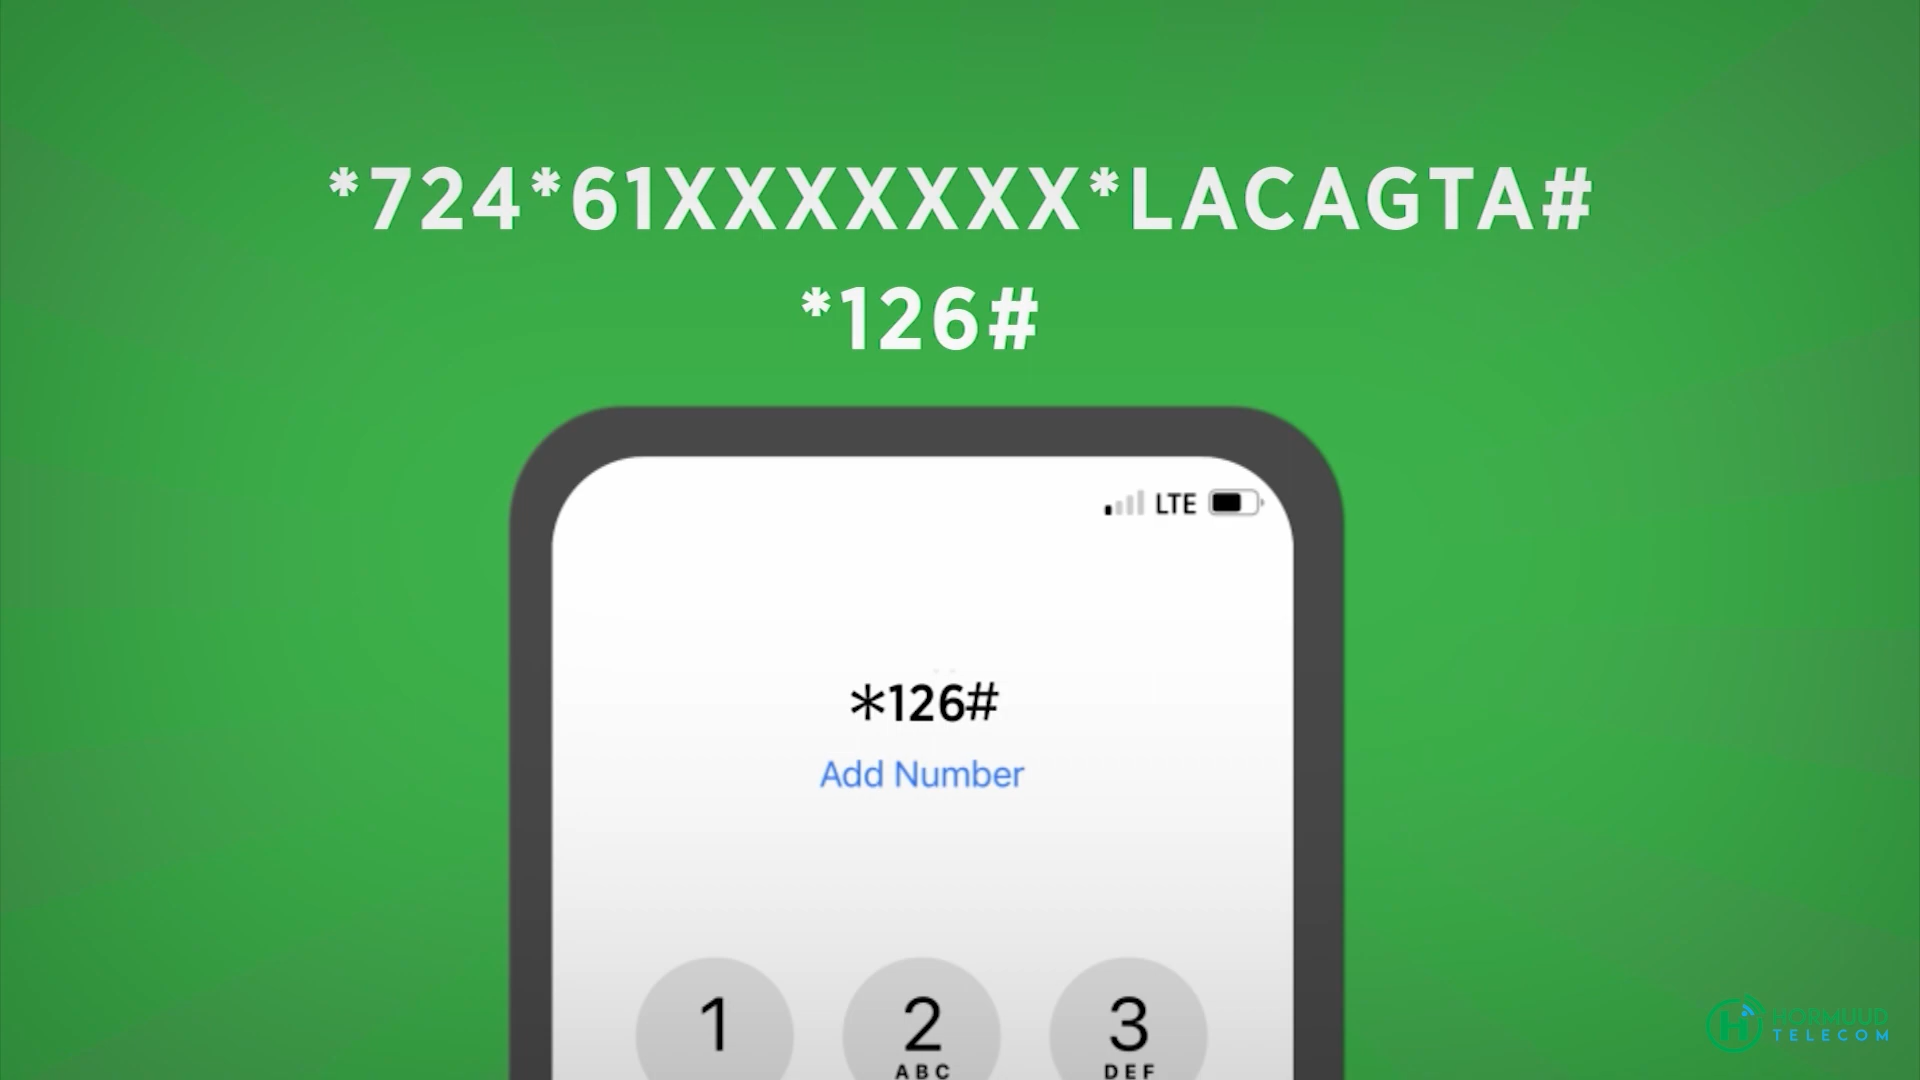 *724*61XXXXXXX*LACAGTA#
*126#
LTE
*126#
Add Number
1 2 3
ABC DEF
HORMUUD
TELECOM